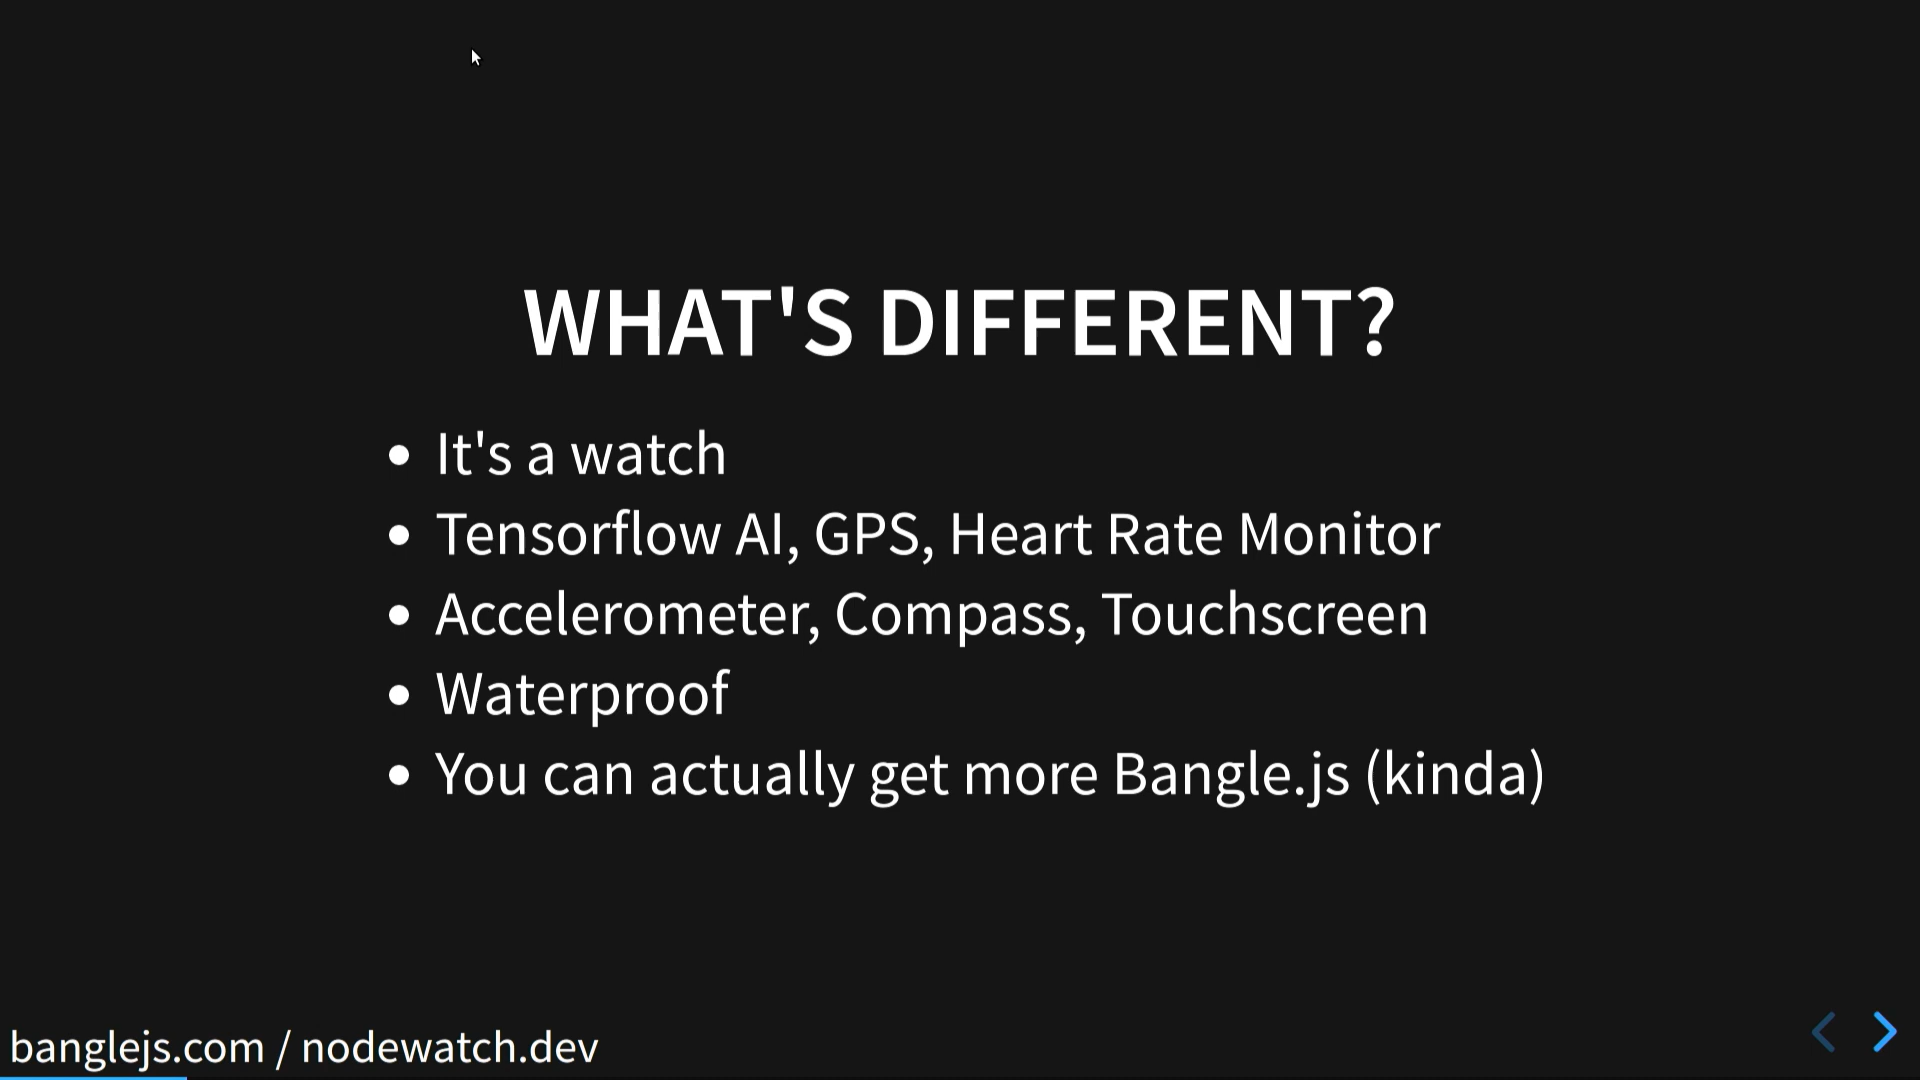 WHAT'S DIFFERENT?
It's a watch
Tensorflow AI, GPS, Heart Rate Monitor
Accelerometer, Compass, Touchscreen
Waterproof
You can actually get more Bangle.js (kinda)
banglejs.com / nodewatch.dev